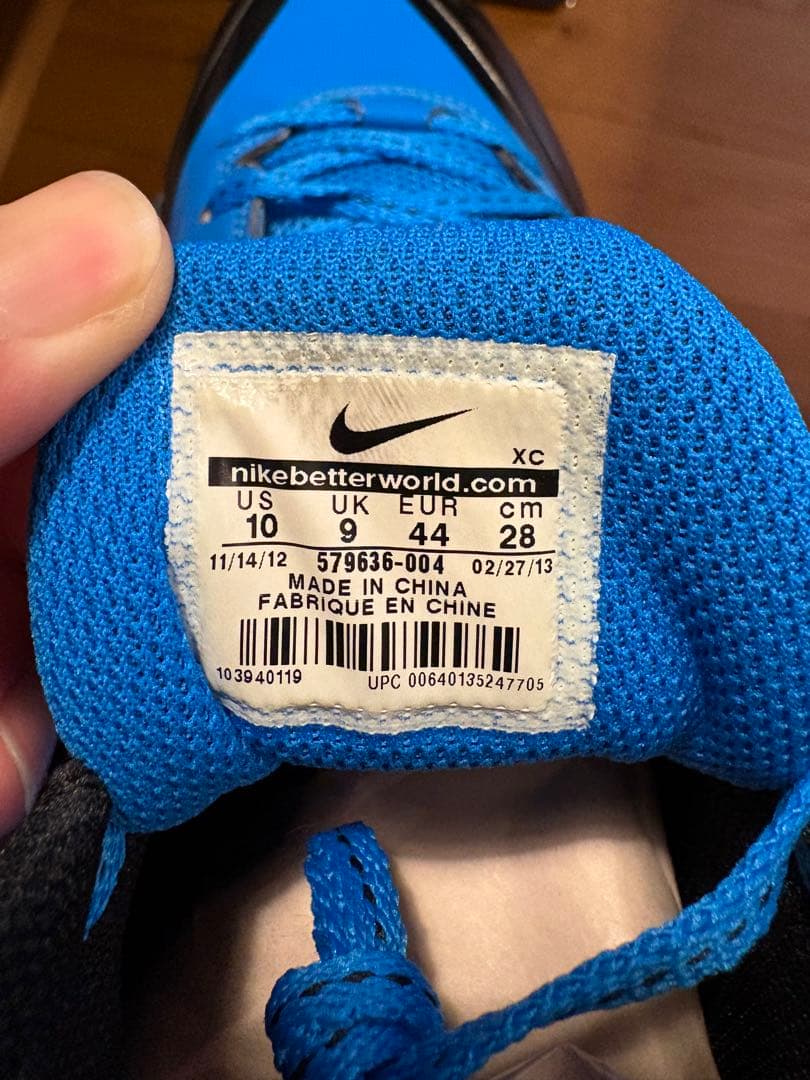 XC
nikebetterworld.com
US UK EUR cm
10 9 44 28
11/14/12 579636-004 02/27/13
MADE IN CHINA
FABRIQUE EN CHINE
103940119 UPC 00640135247705